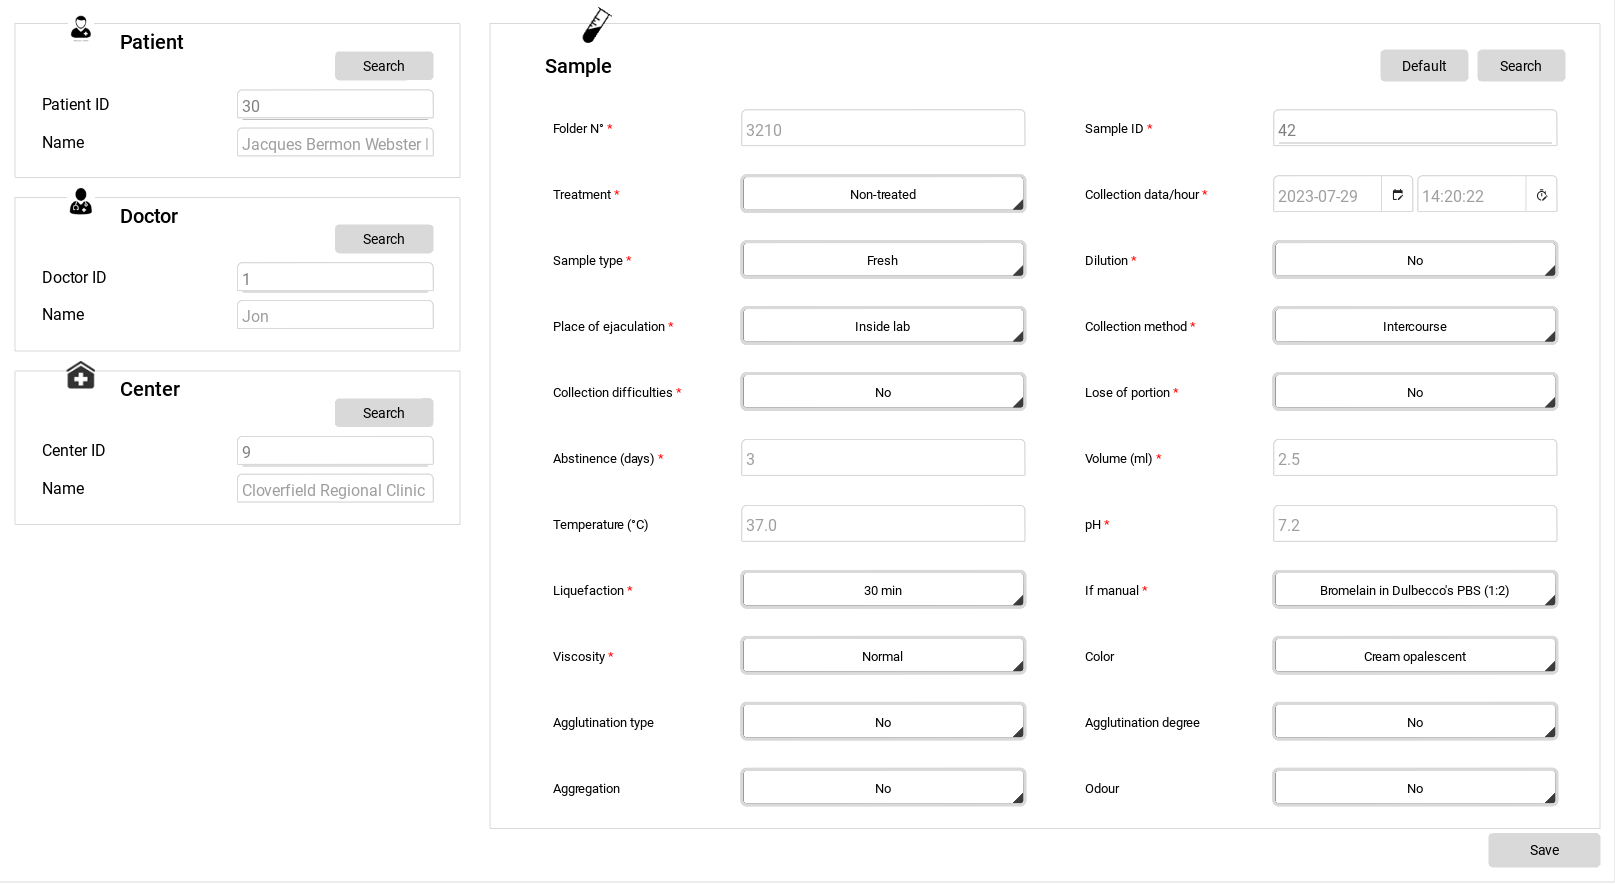 Patient
Search
Patient ID 30
Name Jacques Bermon Webster
Doctor
Search
Doctor ID 1
Name Jon
Center
Search
Center ID 9
Name Cloverfield Regional Clinic
Sample Default Search
Folder N° * 3210 Sample ID * 42
Treatment * Non-treated Collection data/hour * 2023-07-29 14:20:22
Sample type * Fresh Dilution * No
Place of ejaculation * Inside lab Collection method * Intercourse
Collection difficulties * No Lose of portion * No
Abstinence (days) * 3 Volume (ml) * 2.5
Temperature (°C) 37.0 pH * 7.2
Liquefaction * 30 min If manual * Bromelain in Dulbecco's PBS (1:2)
Viscosity * Normal Color Cream opalescent
Agglutination type No Agglutination degree No
Aggregation No Odour No
Save